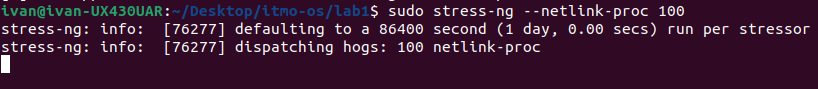 ivan@ivan-UX430UAR:~/Desktop/itmo-os/lab1$ sudo stress-ng --netlink-proc 100
stress-ng: info:  [76277] defaulting to a 86400 second (1 day, 0.00 secs) run per stressor
stress-ng: info:  [76277] dispatching hogs: 100 netlink-proc